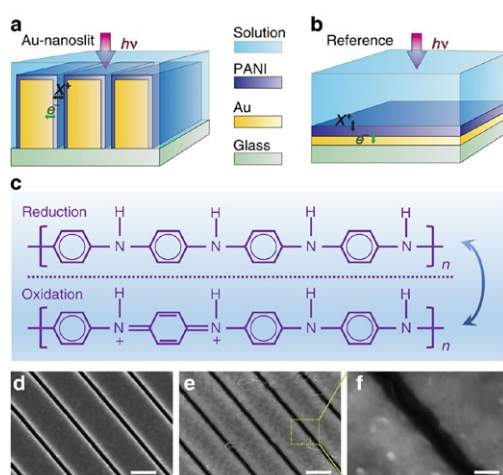 a
Au-nanoslit
hν
X⁺
e⁻
Solution
PANI
Au
Glass
b
Reference
hν
X⁺
e⁻
c
Reduction
H H H H
N N N N
n
Oxidation
H H H H
N N N N
+ +
n
d
e
f